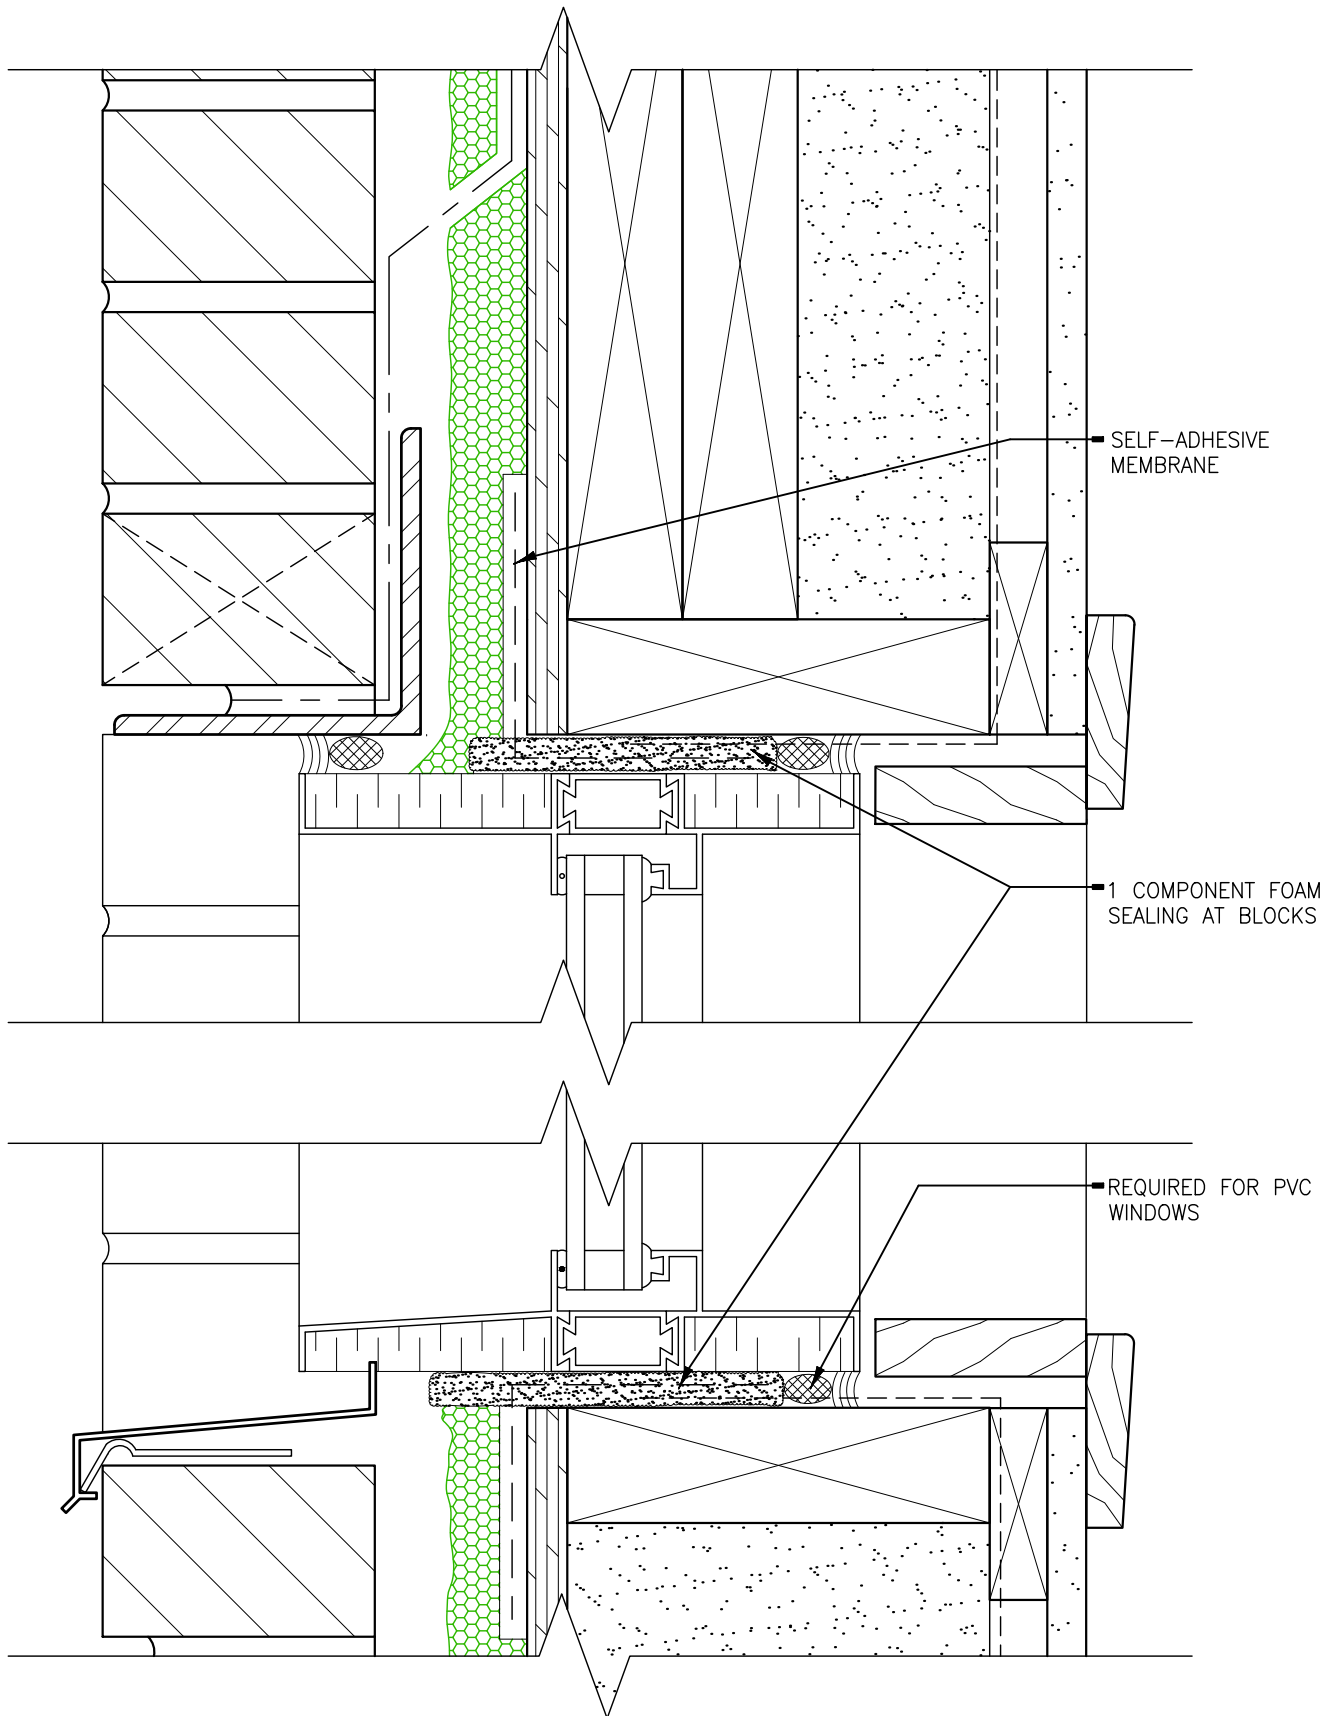 SELF-ADHESIVE
MEMBRANE
1 COMPONENT FOAM
SEALING AT BLOCKS
REQUIRED FOR PVC
WINDOWS